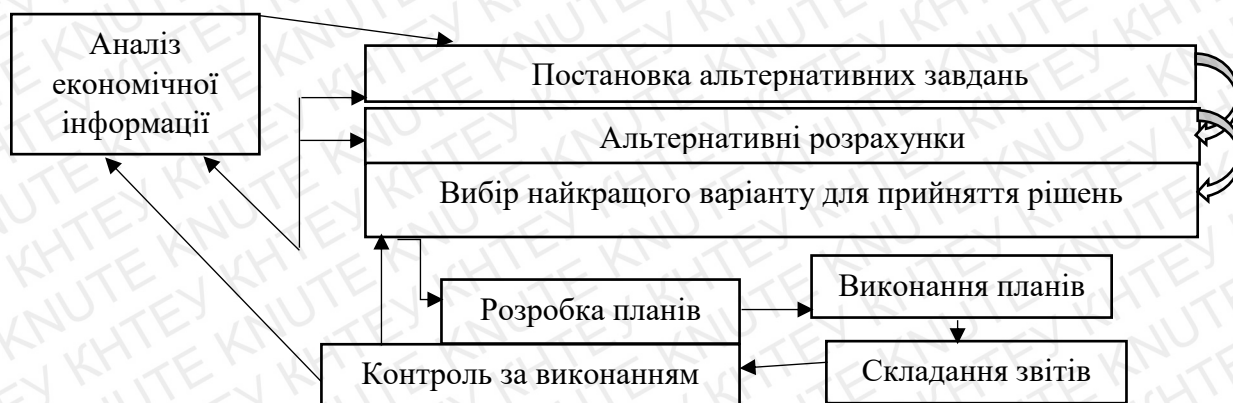 Аналіз
економічної
інформації
Постановка альтернативних завдань
Альтернативні розрахунки
Вибір найкращого варіанту для прийняття рішень
Розробка планів
Виконання планів
Контроль за виконанням
Складання звітів